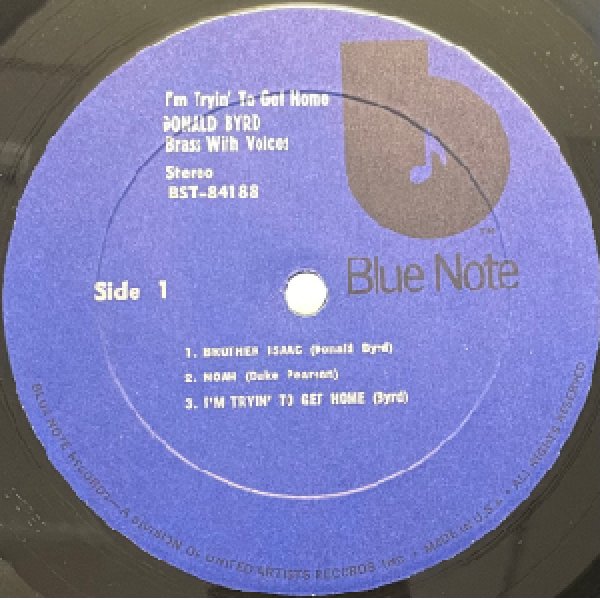 I'm Tryin' To Get Home
DONALD BYRD
Brass With Voices
Stereo
BST-84188
TM
Blue Note
Side 1
1. BROTHER ISAAC (Donald Byrd)
2. NOAH (Duke Pearson)
3. I'M TRYIN' TO GET HOME (Byrd)
BLUE NOTE RECORDS—A DIVISION OF UNITED ARTISTS RECORDS, Inc. • MADE IN U.S.A. • ALL RIGHTS RESERVED